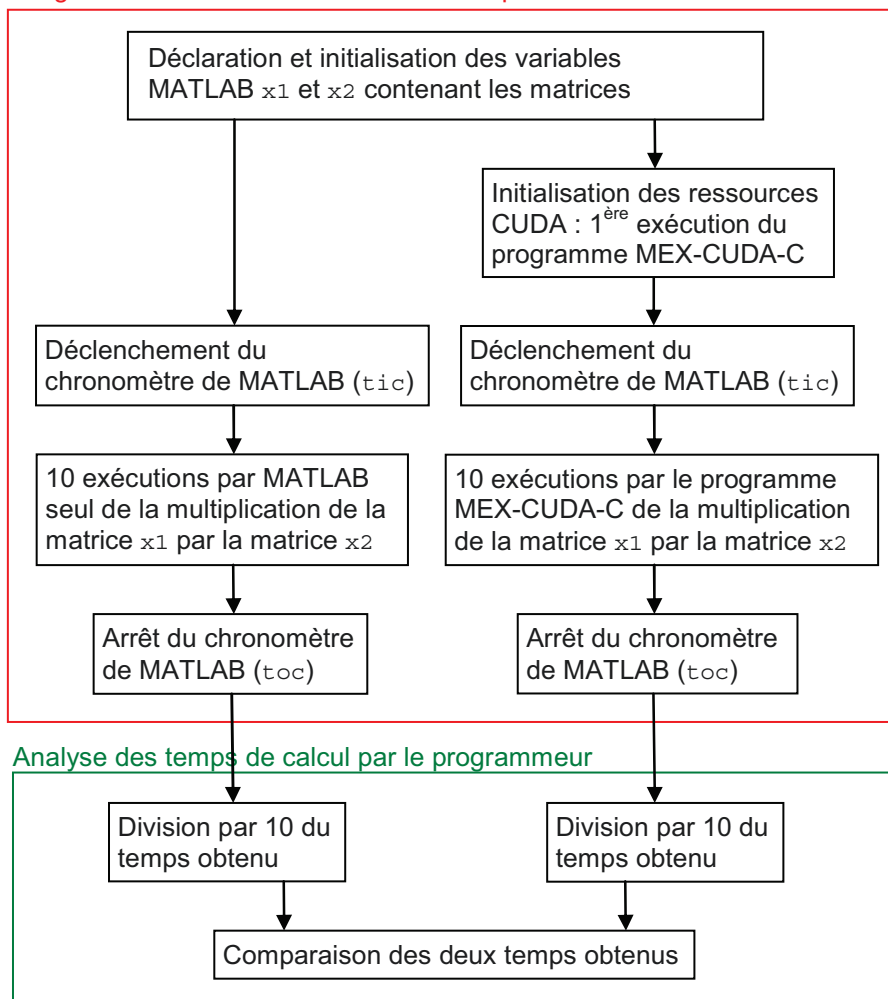 Déclaration et initialisation des variables
MATLAB x1 et x2 contenant les matrices
Initialisation des ressources
CUDA : 1ère exécution du
programme MEX-CUDA-C
Déclenchement du
chronomètre de MATLAB (tic)
Déclenchement du
chronomètre de MATLAB (tic)
10 exécutions par MATLAB
seul de la multiplication de la
matrice x1 par la matrice x2
10 exécutions par le programme
MEX-CUDA-C de la multiplication
de la matrice x1 par la matrice x2
Arrêt du chronomètre
de MATLAB (toc)
Arrêt du chronomètre
de MATLAB (toc)
Analyse des temps de calcul par le programmeur
Division par 10 du
temps obtenu
Division par 10 du
temps obtenu
Comparaison des deux temps obtenus